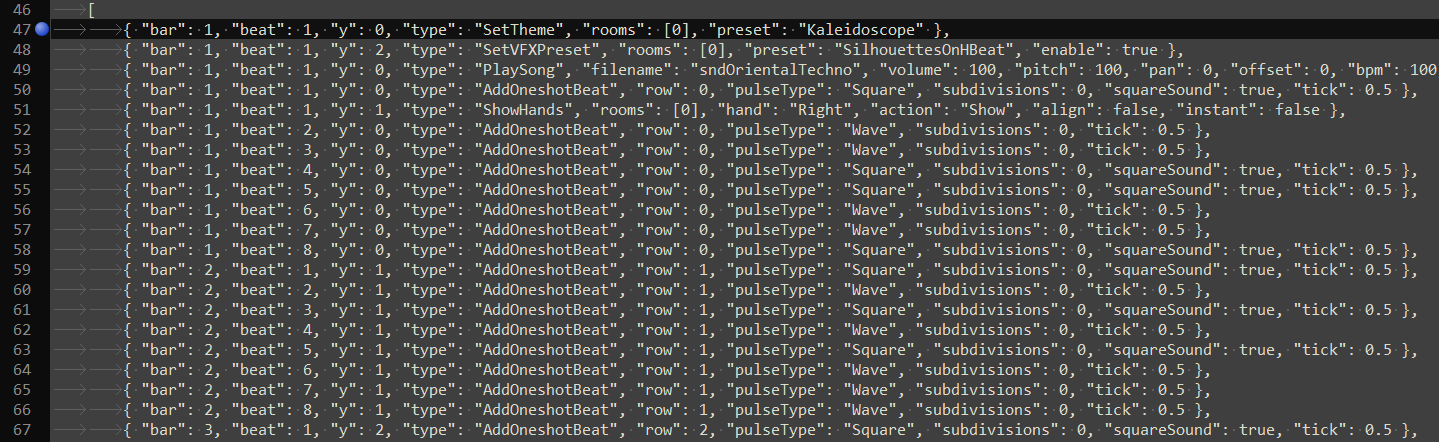 46 [
47 { "bar": 1, "beat": 1, "y": 0, "type": "SetTheme", "rooms": [0], "preset": "Kaleidoscope" },
48 { "bar": 1, "beat": 1, "y": 2, "type": "SetVFXPreset", "rooms": [0], "preset": "SilhouettesOnHBeat", "enable": true },
49 { "bar": 1, "beat": 1, "y": 0, "type": "PlaySong", "filename": "sndOrientalTechno", "volume": 100, "pitch": 100, "pan": 0, "offset": 0, "bpm": 100
50 { "bar": 1, "beat": 1, "y": 0, "type": "AddOneshotBeat", "row": 0, "pulseType": "Square", "subdivisions": 0, "squareSound": true, "tick": 0.5 },
51 { "bar": 1, "beat": 1, "y": 1, "type": "ShowHands", "rooms": [0], "hand": "Right", "action": "Show", "align": false, "instant": false },
52 { "bar": 1, "beat": 2, "y": 0, "type": "AddOneshotBeat", "row": 0, "pulseType": "Wave", "subdivisions": 0, "tick": 0.5 },
53 { "bar": 1, "beat": 3, "y": 0, "type": "AddOneshotBeat", "row": 0, "pulseType": "Wave", "subdivisions": 0, "tick": 0.5 },
54 { "bar": 1, "beat": 4, "y": 0, "type": "AddOneshotBeat", "row": 0, "pulseType": "Square", "subdivisions": 0, "squareSound": true, "tick": 0.5 },
55 { "bar": 1, "beat": 5, "y": 0, "type": "AddOneshotBeat", "row": 0, "pulseType": "Square", "subdivisions": 0, "squareSound": true, "tick": 0.5 },
56 { "bar": 1, "beat": 6, "y": 0, "type": "AddOneshotBeat", "row": 0, "pulseType": "Wave", "subdivisions": 0, "tick": 0.5 },
57 { "bar": 1, "beat": 7, "y": 0, "type": "AddOneshotBeat", "row": 0, "pulseType": "Wave", "subdivisions": 0, "tick": 0.5 },
58 { "bar": 1, "beat": 8, "y": 0, "type": "AddOneshotBeat", "row": 0, "pulseType": "Square", "subdivisions": 0, "squareSound": true, "tick": 0.5 },
59 { "bar": 2, "beat": 1, "y": 1, "type": "AddOneshotBeat", "row": 1, "pulseType": "Square", "subdivisions": 0, "squareSound": true, "tick": 0.5 },
60 { "bar": 2, "beat": 2, "y": 1, "type": "AddOneshotBeat", "row": 1, "pulseType": "Wave", "subdivisions": 0, "tick": 0.5 },
61 { "bar": 2, "beat": 3, "y": 1, "type": "AddOneshotBeat", "row": 1, "pulseType": "Square", "subdivisions": 0, "squareSound": true, "tick": 0.5 },
62 { "bar": 2, "beat": 4, "y": 1, "type": "AddOneshotBeat", "row": 1, "pulseType": "Wave", "subdivisions": 0, "tick": 0.5 },
63 { "bar": 2, "beat": 5, "y": 1, "type": "AddOneshotBeat", "row": 1, "pulseType": "Square", "subdivisions": 0, "squareSound": true, "tick": 0.5 },
64 { "bar": 2, "beat": 6, "y": 1, "type": "AddOneshotBeat", "row": 1, "pulseType": "Wave", "subdivisions": 0, "tick": 0.5 },
65 { "bar": 2, "beat": 7, "y": 1, "type": "AddOneshotBeat", "row": 1, "pulseType": "Wave", "subdivisions": 0, "tick": 0.5 },
66 { "bar": 2, "beat": 8, "y": 1, "type": "AddOneshotBeat", "row": 1, "pulseType": "Wave", "subdivisions": 0, "tick": 0.5 },
67 { "bar": 3, "beat": 1, "y": 2, "type": "AddOneshotBeat", "row": 2, "pulseType": "Square", "subdivisions": 0, "squareSound": true, "tick": 0.5 },